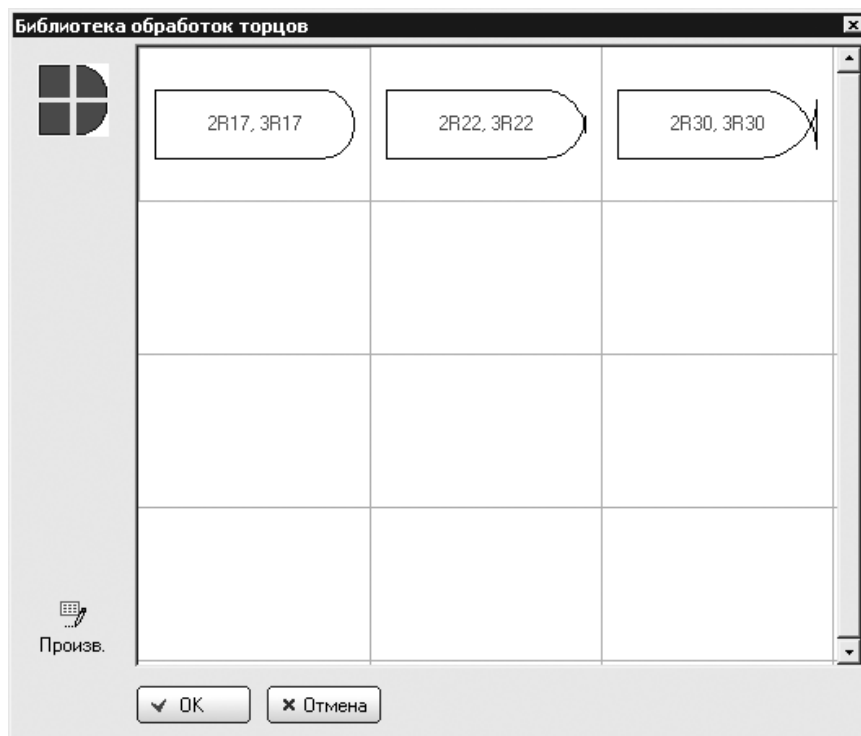 Библиотека обработок торцов
2R17, 3R17
2R22, 3R22
2R30, 3R30
Произв.
OK
Отмена